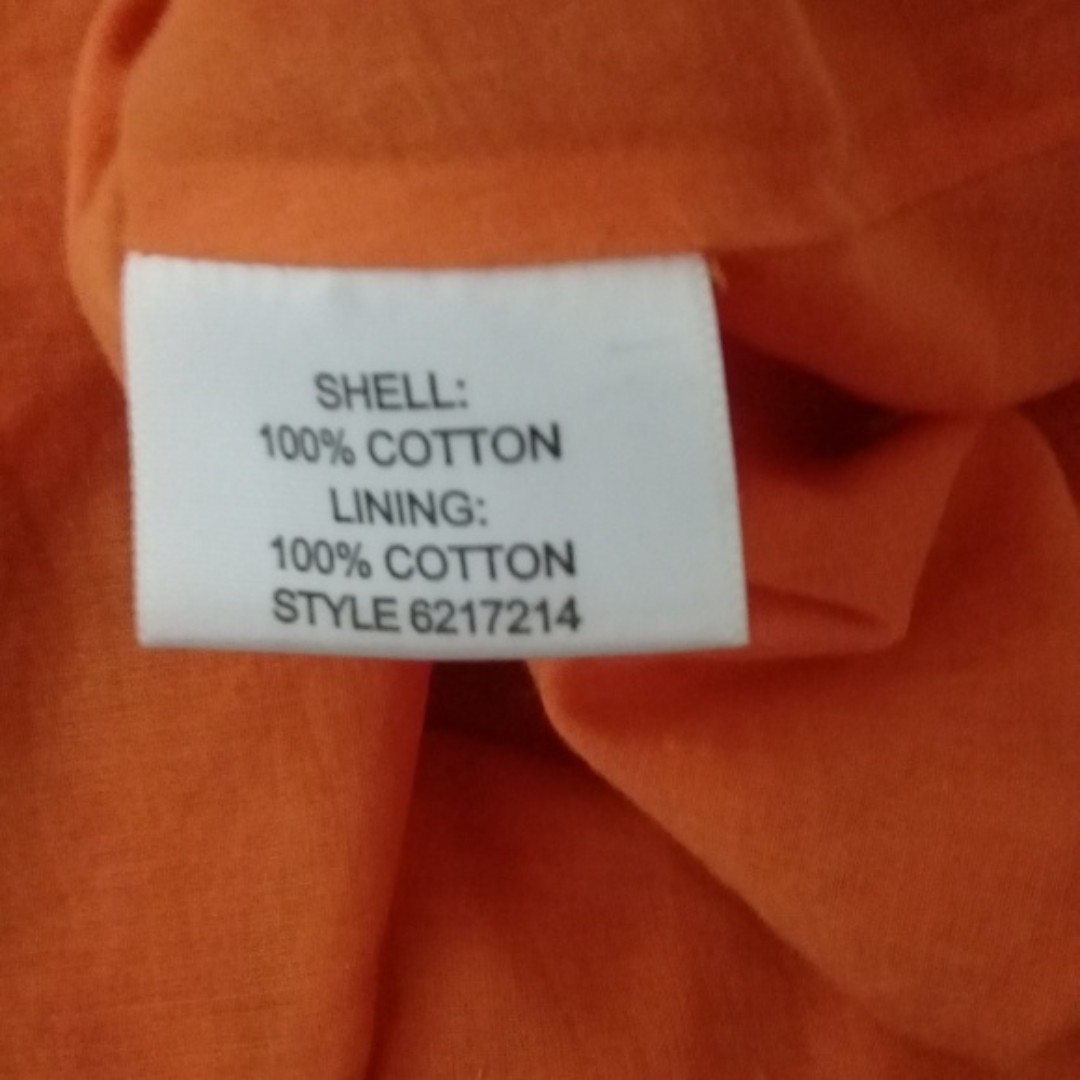 SHELL:
100% COTTON
LINING:
100% COTTON
STYLE 6217214